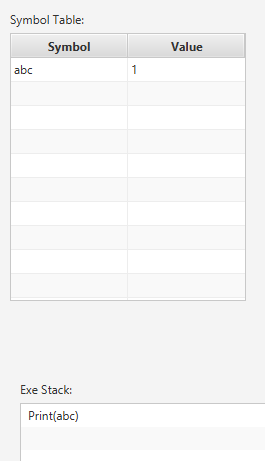 Symbol Table:
Symbol Value
abc 1
Exe Stack:
Print(abc)